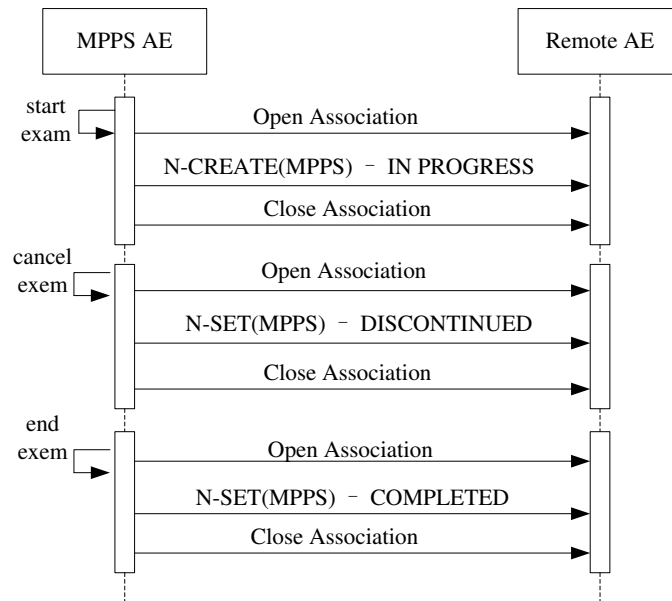 MPPS AE
Remote AE
start
exam
Open Association
N-CREATE(MPPS) – IN PROGRESS
Close Association
cancel
exem
Open Association
N-SET(MPPS) – DISCONTINUED
Close Association
end
exem
Open Association
N-SET(MPPS) – COMPLETED
Close Association